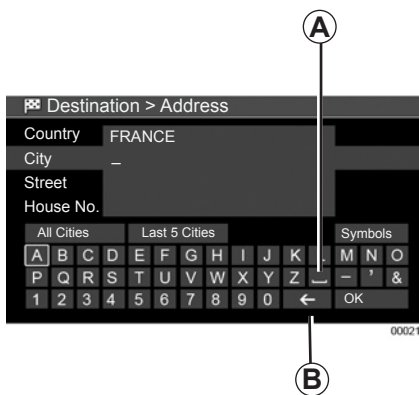 A
Destination > Address
Country FRANCE
City _
Street
House No.
All Cities Last 5 Cities Symbols
A B C D E F G H I J K L M N O
P Q R S T U V W X Y Z ⎵ – ' &
1 2 3 4 5 6 7 8 9 0 ← OK
00021
B